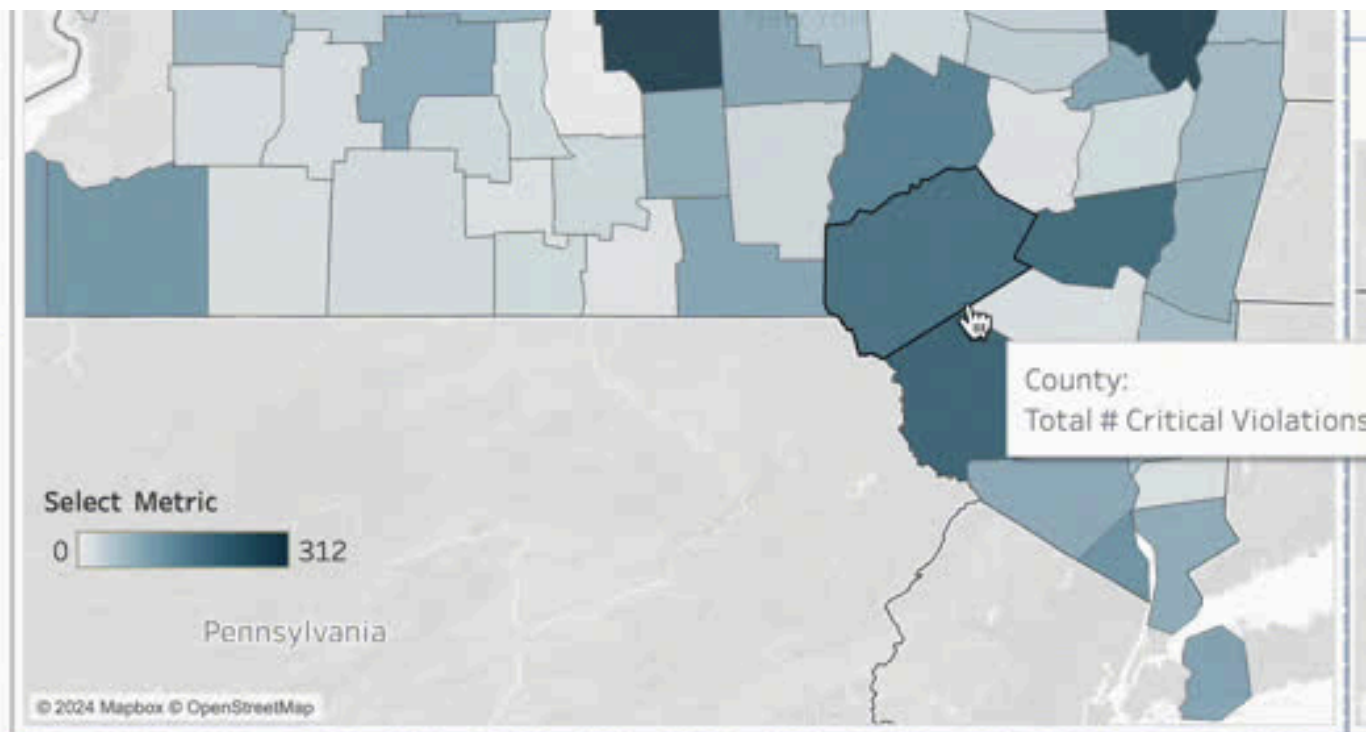 County:
Total # Critical Violations
Select Metric
0 312
Pennsylvania
© 2024 Mapbox © OpenStreetMap